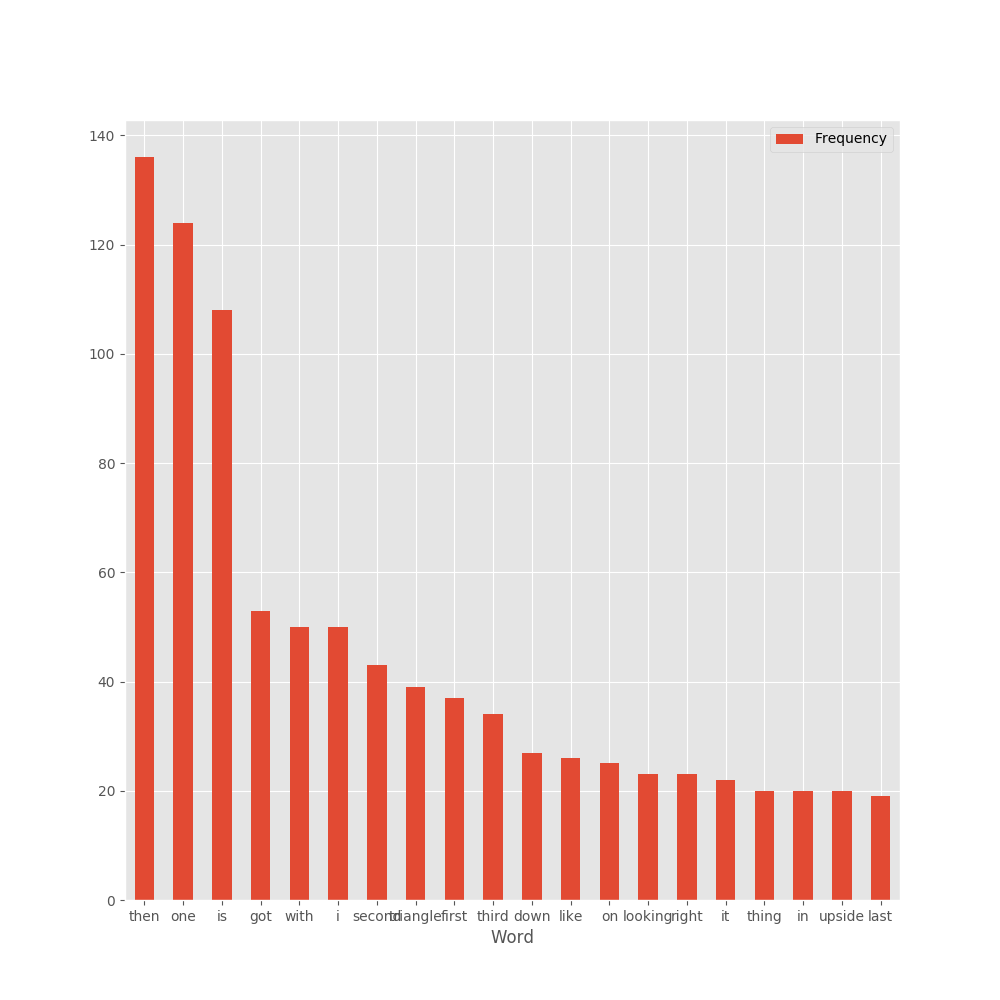 140
Frequency
120
100
80
60
40
20
0
then one is got with i second triangle first third down like on looking right it thing in upside last
Word